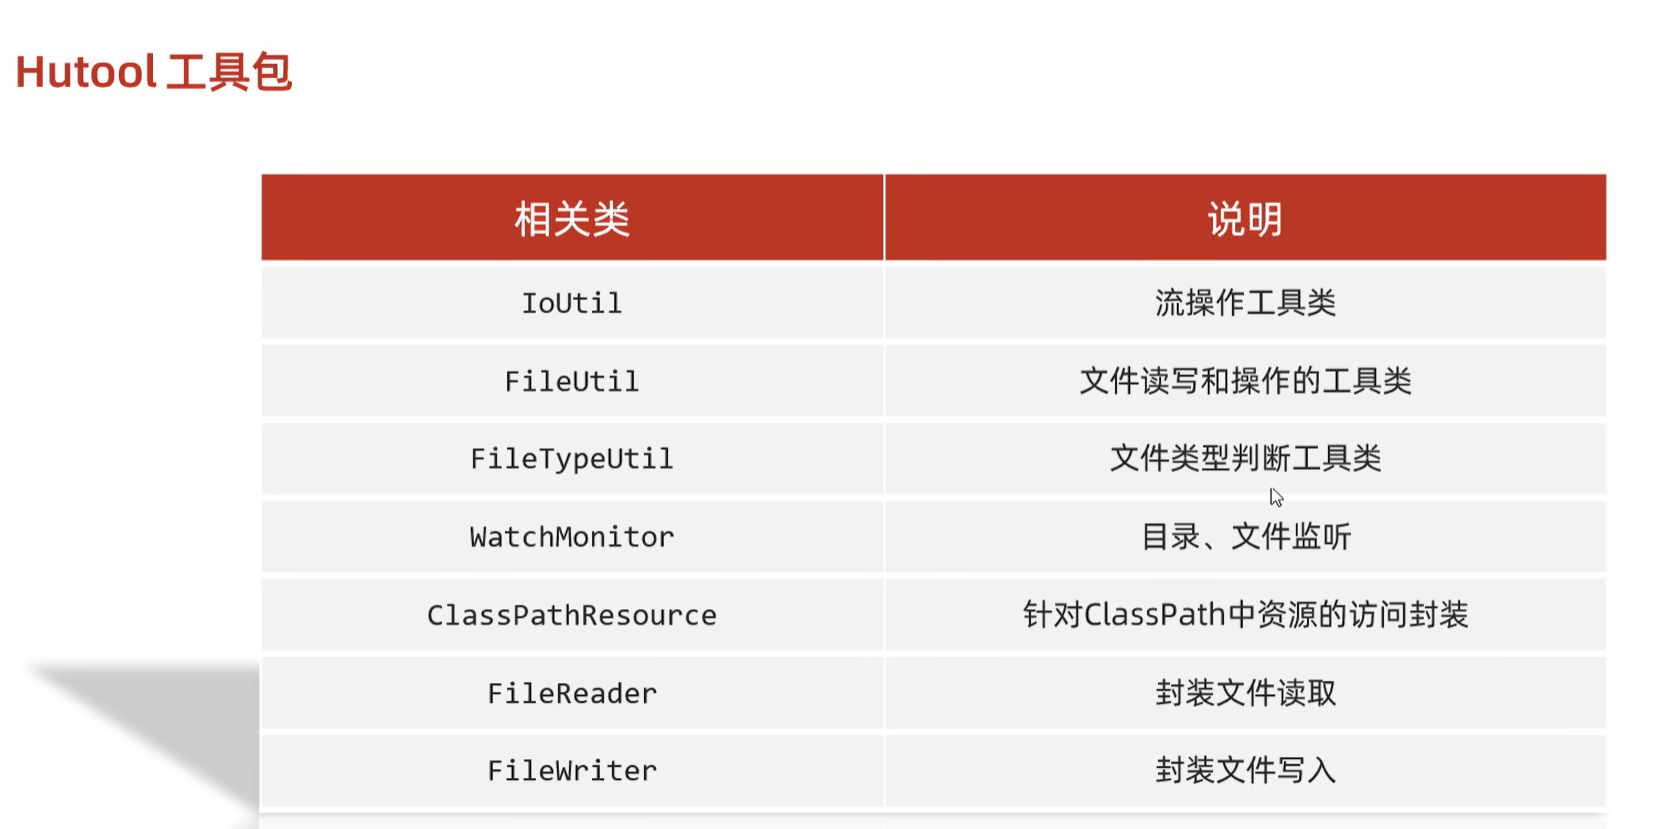 Hutool 工具包
相关类 说明
IoUtil 流操作工具类
FileUtil 文件读写和操作的工具类
FileTypeUtil 文件类型判断工具类
WatchMonitor 目录、文件监听
ClassPathResource 针对ClassPath中资源的访问封装
FileReader 封装文件读取
FileWriter 封装文件写入